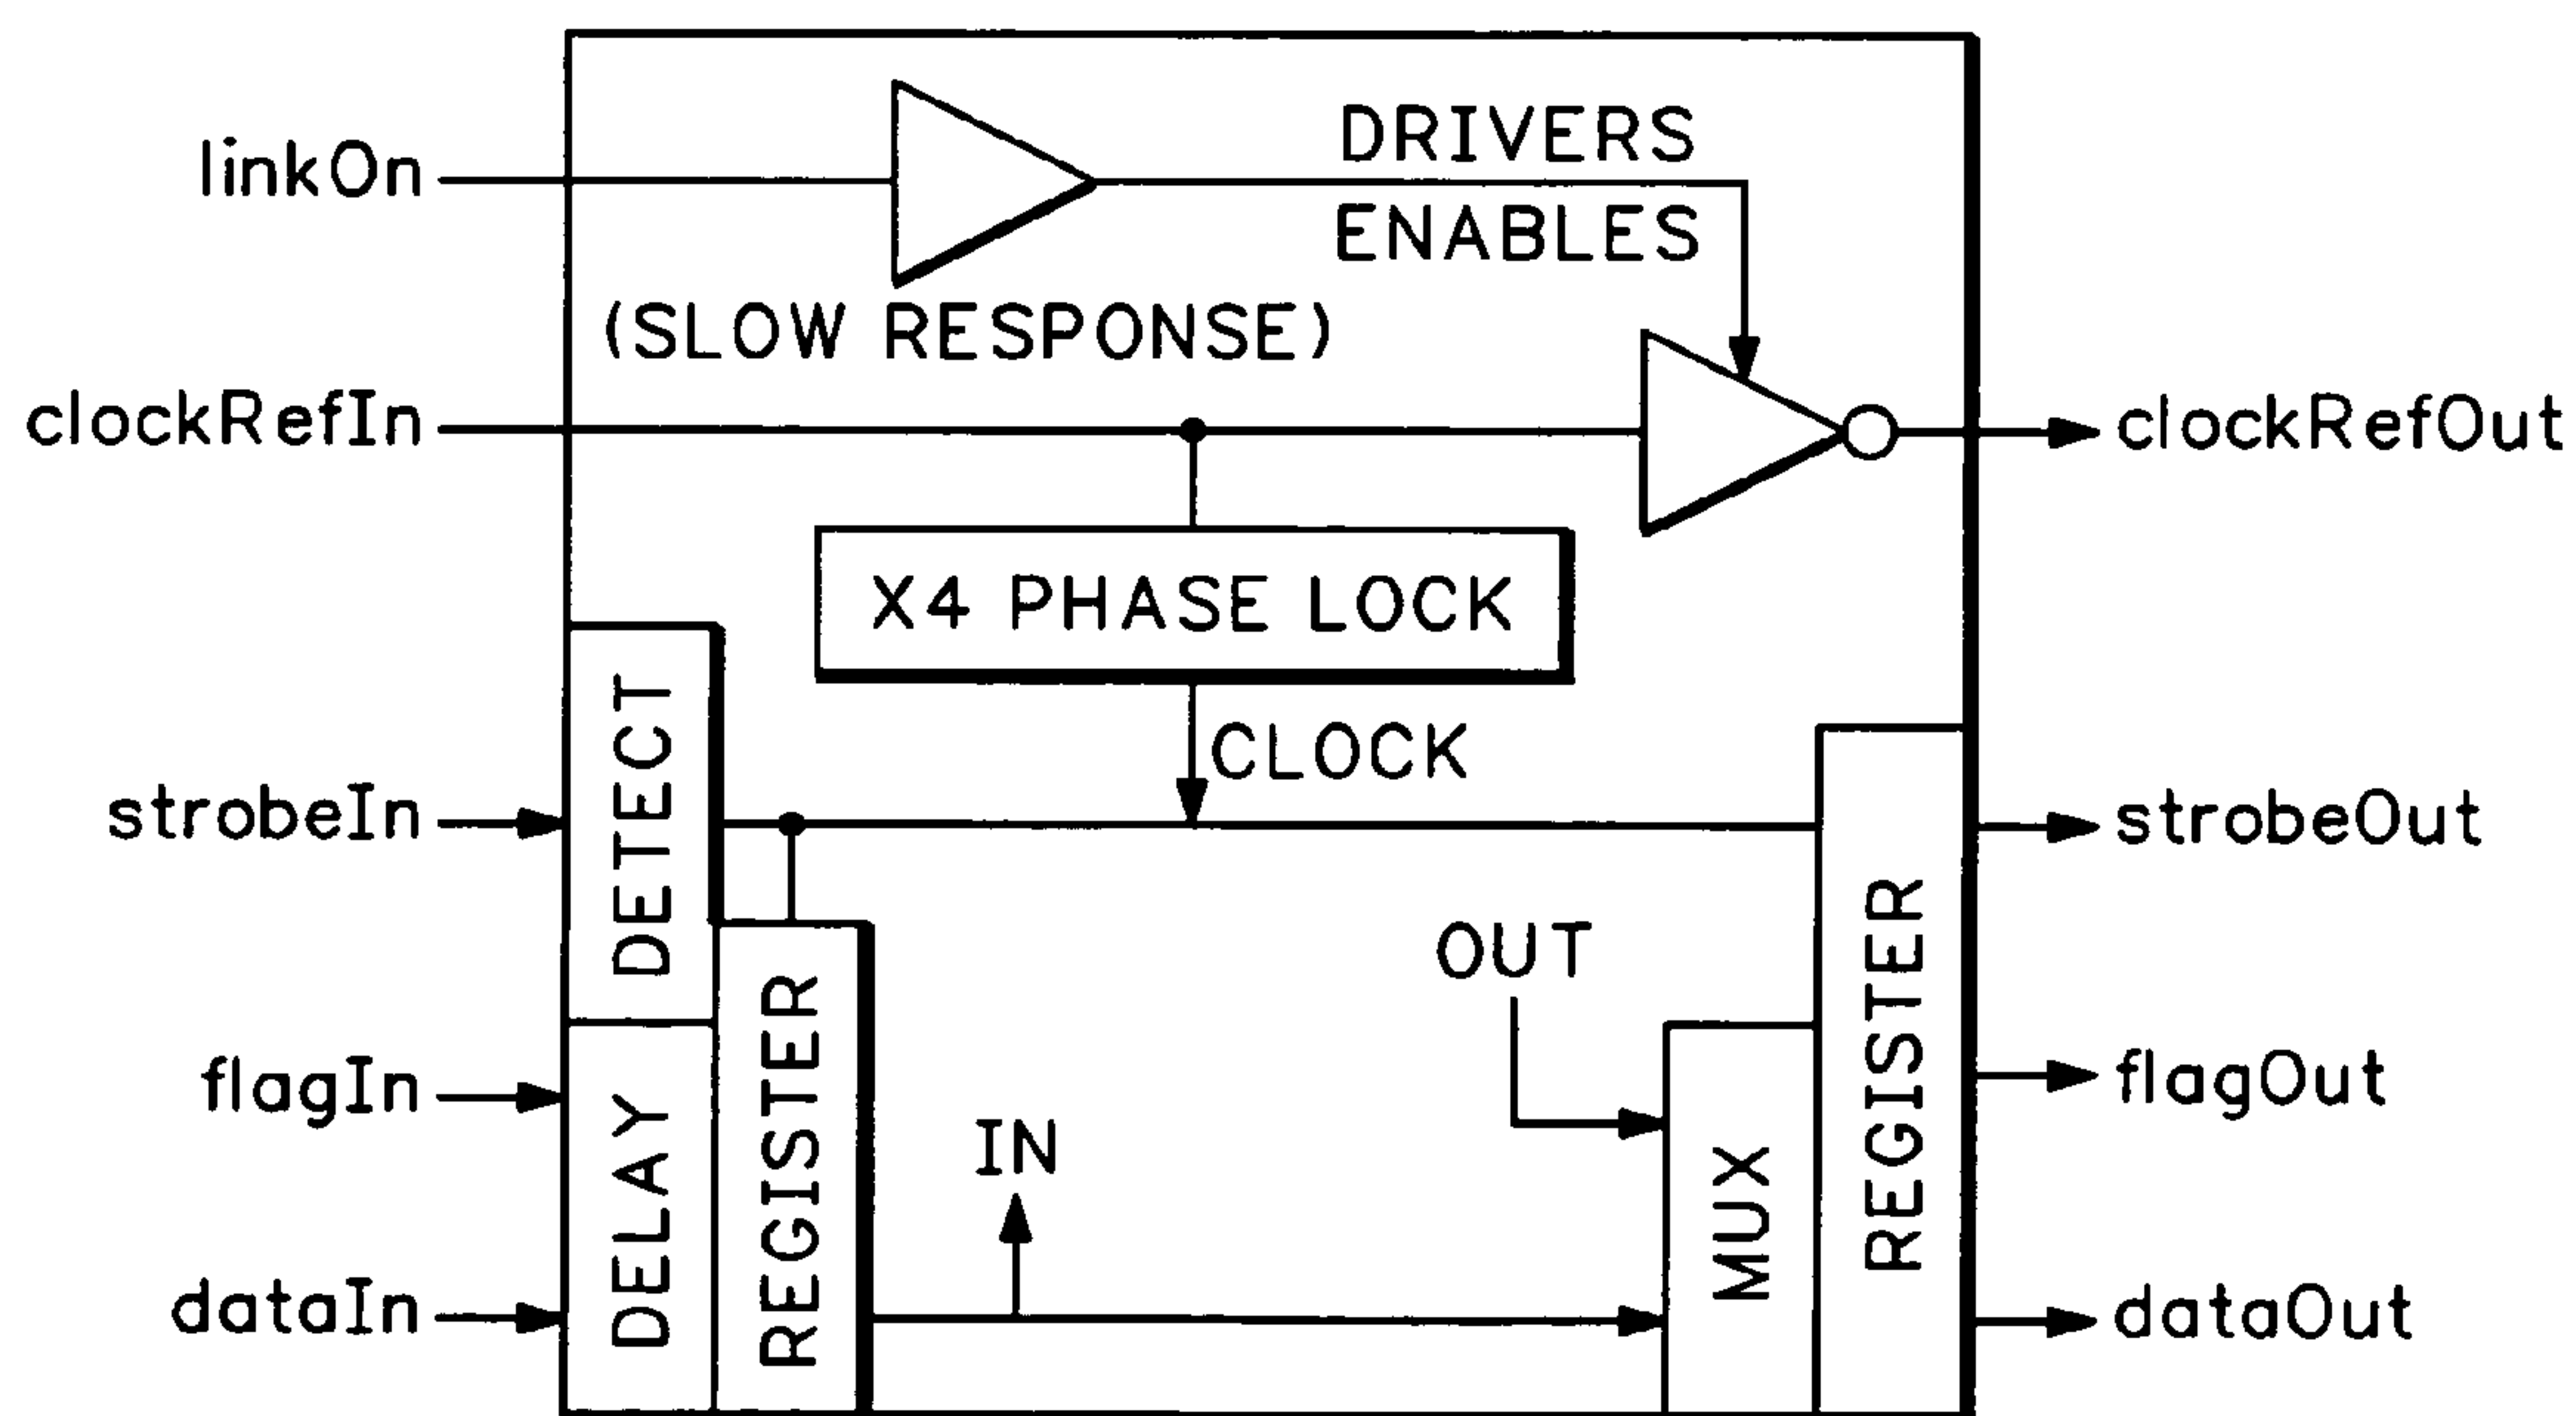 linkOn
DRIVERS
ENABLES
(SLOW RESPONSE)
clockRefIn
clockRefOut
X4 PHASE LOCK
CLOCK
DETECT
strobeIn
strobeOut
REGISTER
OUT
REGISTER
flagIn
flagOut
DELAY
IN
MUX
dataIn
dataOut